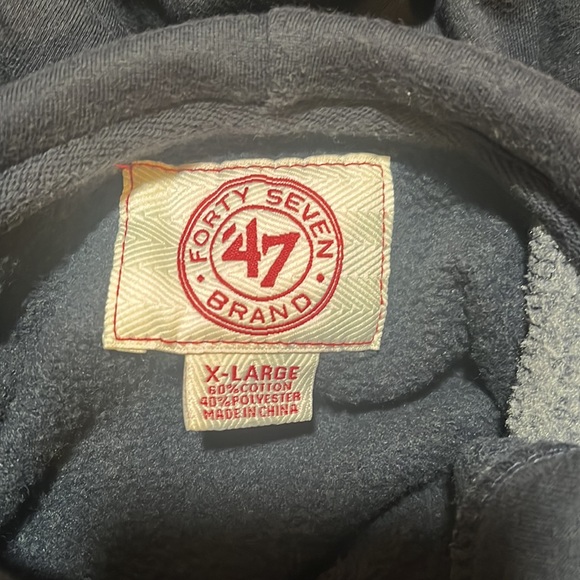 FORTY SEVEN
'47
BRAND
X-LARGE
60% COTTON
40% POLYESTER
MADE IN CHINA